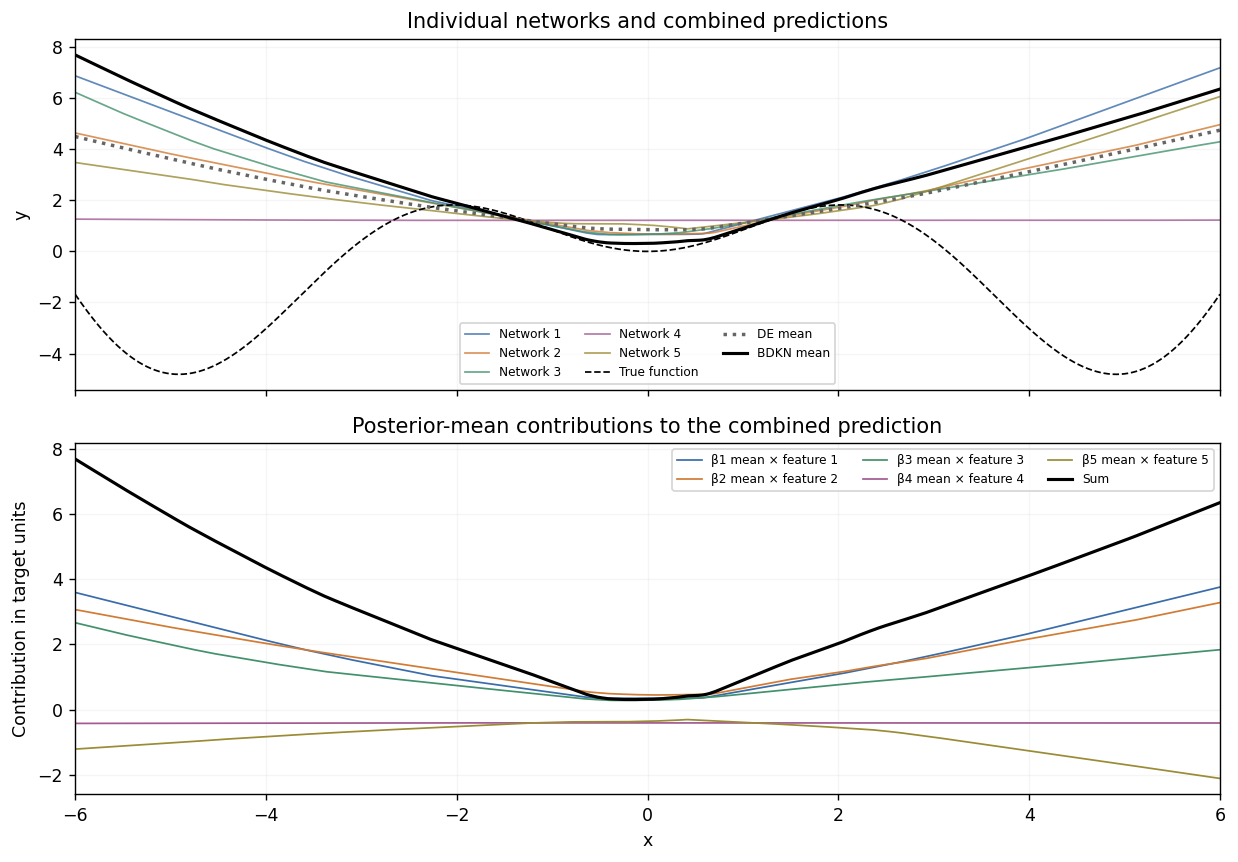 Individual networks and combined predictions
8
6
4
2
0
−2
−4
y
Network 1
Network 2
Network 3
Network 4
Network 5
True function
DE mean
BDKN mean
Posterior-mean contributions to the combined prediction
8
6
4
2
0
−2
Contribution in target units
β1 mean × feature 1
β2 mean × feature 2
β3 mean × feature 3
β4 mean × feature 4
β5 mean × feature 5
Sum
−6 −4 −2 0 2 4 6
x